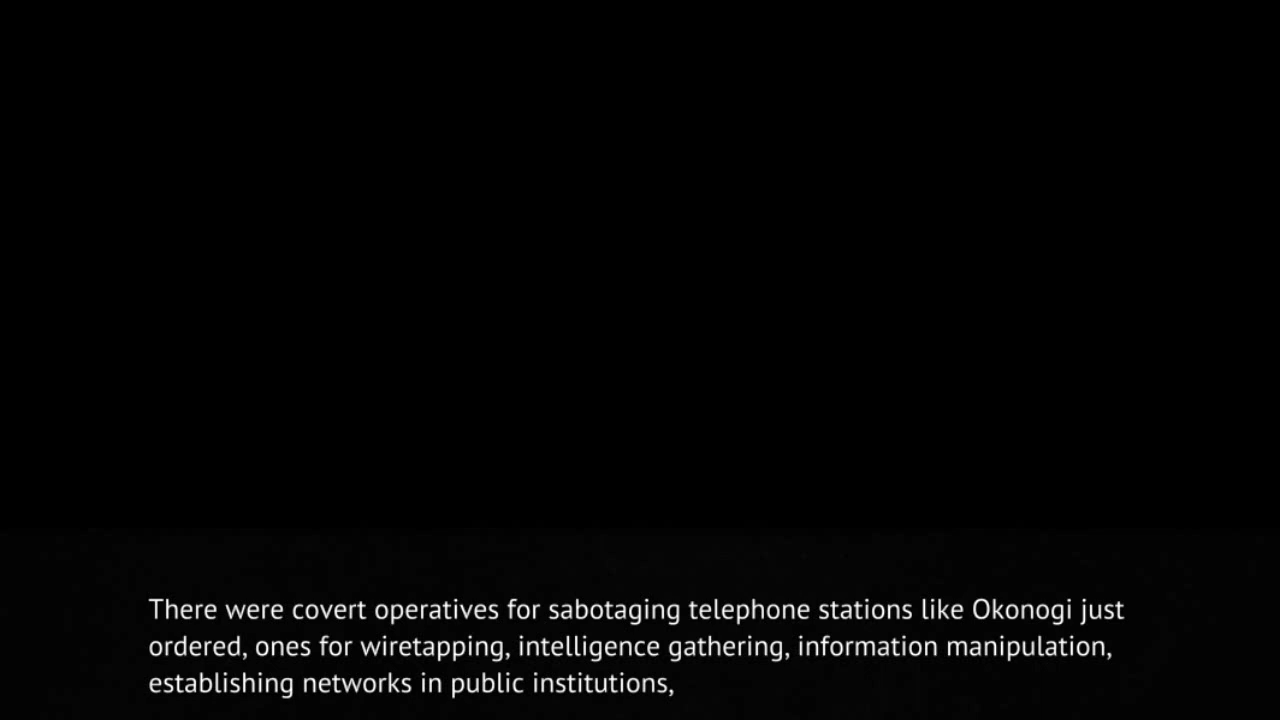 There were covert operatives for sabotaging telephone stations like Okonogi just
ordered, ones for wiretapping, intelligence gathering, information manipulation,
establishing networks in public institutions,